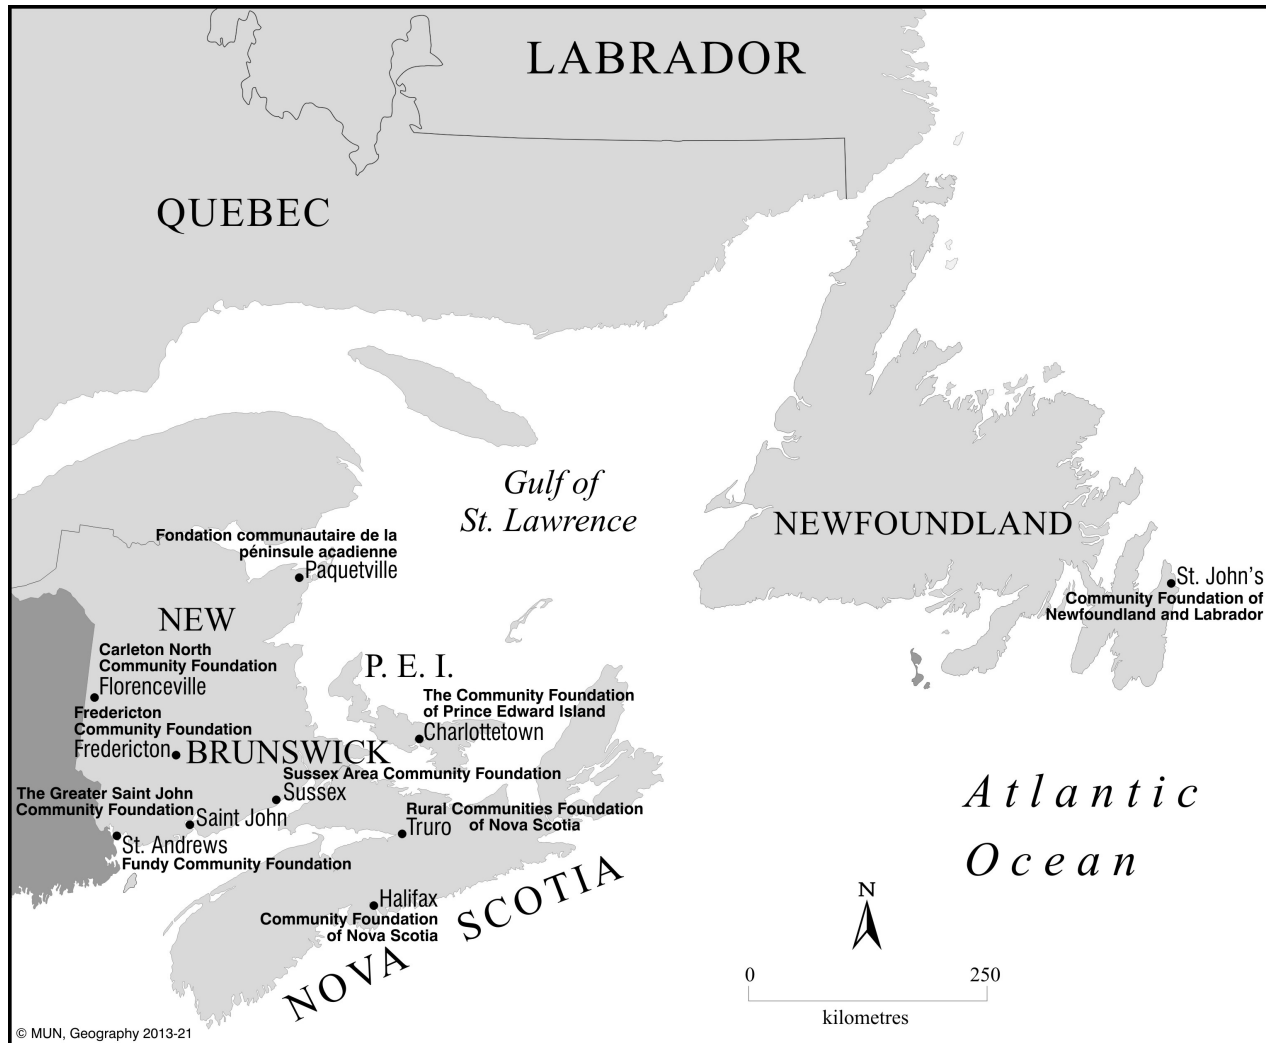 LABRADOR
QUEBEC
Gulf of
St. Lawrence
NEWFOUNDLAND
Fondation communautaire de la
péninsule acadienne
Paquetville
St. John's
Community Foundation of
Newfoundland and Labrador
NEW
Carleton North
Community Foundation
Florenceville
P. E. I.
The Community Foundation
of Prince Edward Island
Charlottetown
Fredericton
Community Foundation
Fredericton
BRUNSWICK
Sussex Area Community Foundation
Sussex
The Greater Saint John
Community Foundation
Saint John
Rural Communities Foundation
of Nova Scotia
Truro
St. Andrews
Fundy Community Foundation
Halifax
Community Foundation
of Nova Scotia
NOVA SCOTIA
Atlantic
Ocean
N
0 250
kilometres
© MUN, Geography 2013-21